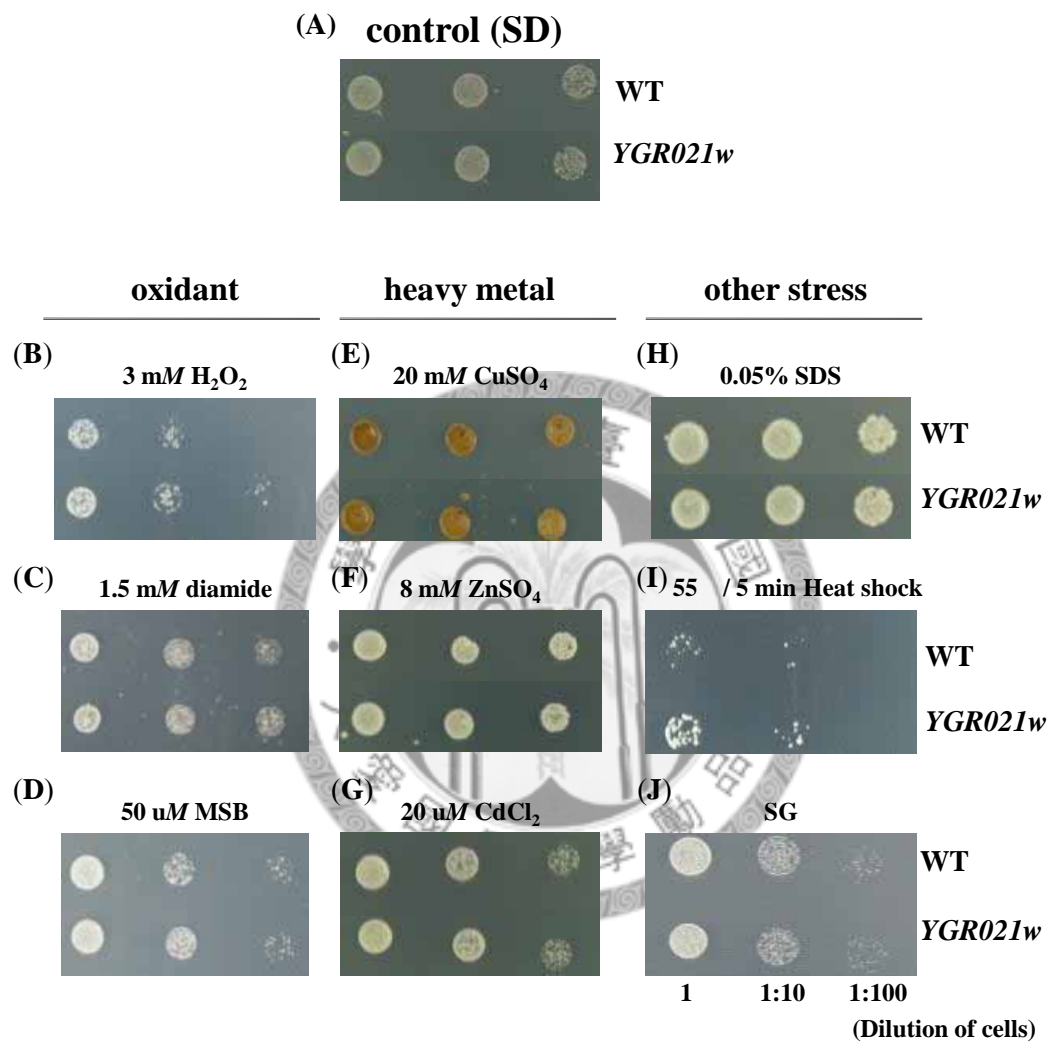 (A) control (SD)
WT
YGR021w
oxidant heavy metal other stress
(B) (E) (H)
3 mM H₂O₂ 20 mM CuSO₄ 0.05% SDS
WT
YGR021w
(C) (F) (I)
1.5 mM diamide 8 mM ZnSO₄ 55 / 5 min Heat shock
WT
YGR021w
(D) (G) (J)
50 uM MSB 20 uM CdCl₂ SG
WT
YGR021w
1 1:10 1:100
(Dilution of cells)
學